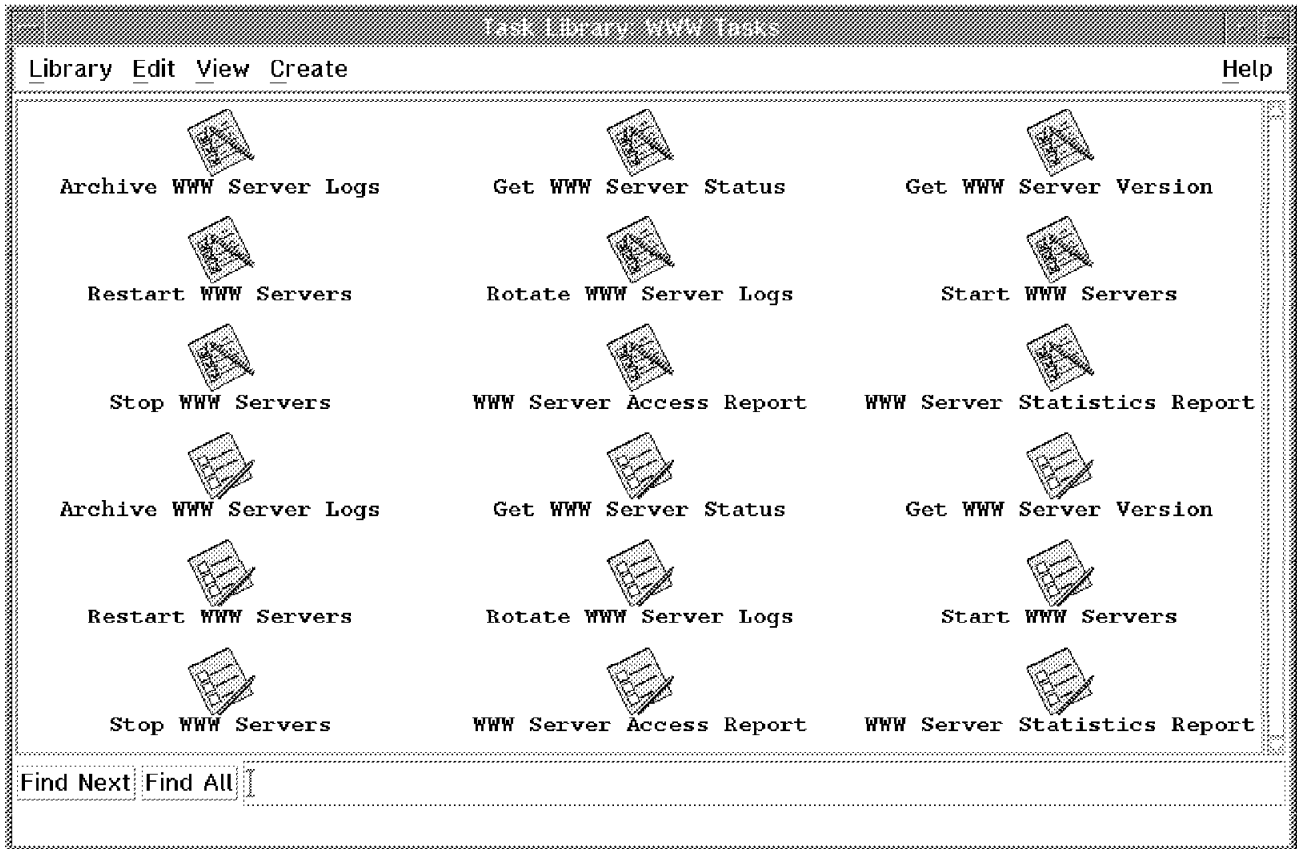 Task Library: WWW Tasks
Library Edit View Create Help
Archive WWW Server Logs Get WWW Server Status Get WWW Server Version
Restart WWW Servers Rotate WWW Server Logs Start WWW Servers
Stop WWW Servers WWW Server Access Report WWW Server Statistics Report
Archive WWW Server Logs Get WWW Server Status Get WWW Server Version
Restart WWW Servers Rotate WWW Server Logs Start WWW Servers
Stop WWW Servers WWW Server Access Report WWW Server Statistics Report
Find Next Find All